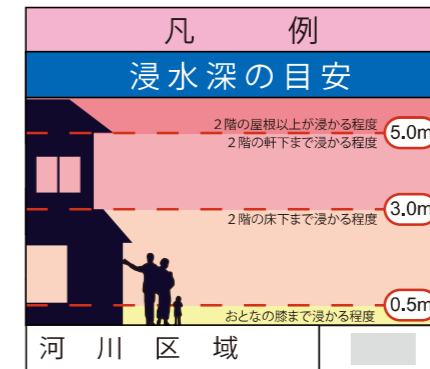 凡例
浸水深の目安
2階の屋根以上が浸かる程度
5.0m
2階の軒下まで浸かる程度
3.0m
2階の床下まで浸かる程度
0.5m
おとなの膝まで浸かる程度
河川区域